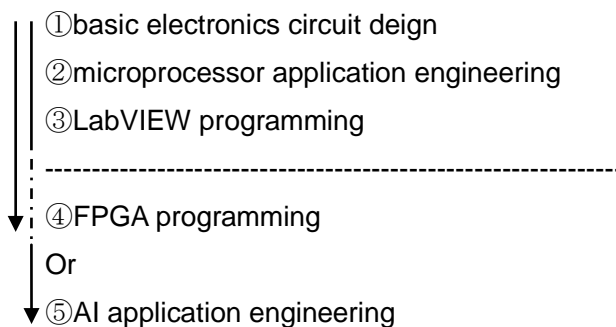 ①basic electronics circuit deign
②microprocessor application engineering
③LabVIEW programming
④FPGA programming
Or
⑤AI application engineering